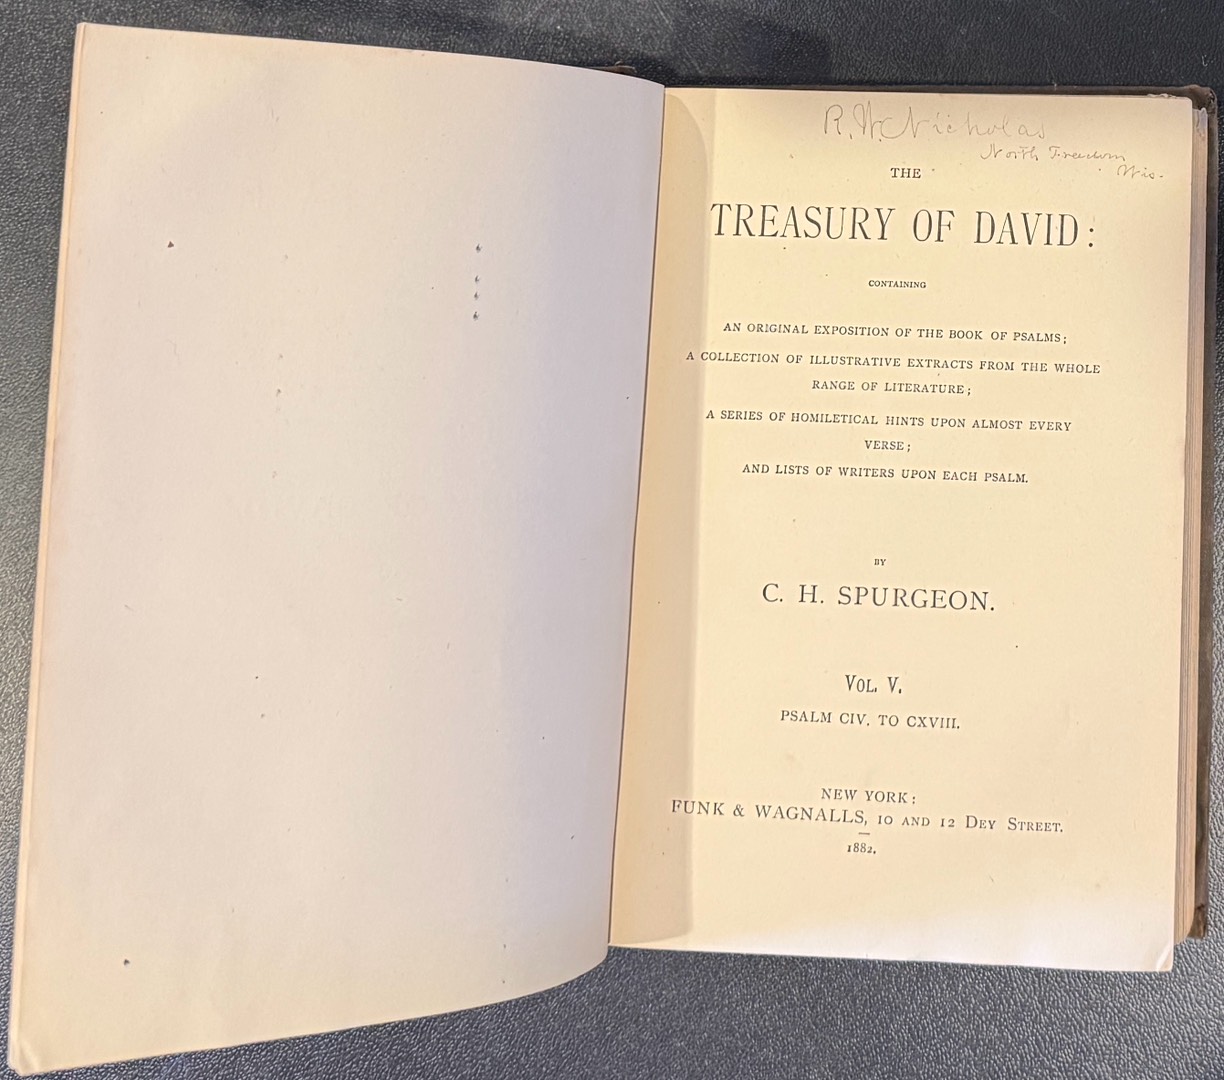 R. W. Nicholas
North Freedom
Wis.
THE
TREASURY OF DAVID:
CONTAINING
AN ORIGINAL EXPOSITION OF THE BOOK OF PSALMS;
A COLLECTION OF ILLUSTRATIVE EXTRACTS FROM THE WHOLE
RANGE OF LITERATURE;
A SERIES OF HOMILETICAL HINTS UPON ALMOST EVERY
VERSE;
AND LISTS OF WRITERS UPON EACH PSALM.
BY
C. H. SPURGEON.
VOL. V.
PSALM CIV. TO CXVIII.
NEW YORK:
FUNK & WAGNALLS, 10 AND 12 DEY STREET.
1882.